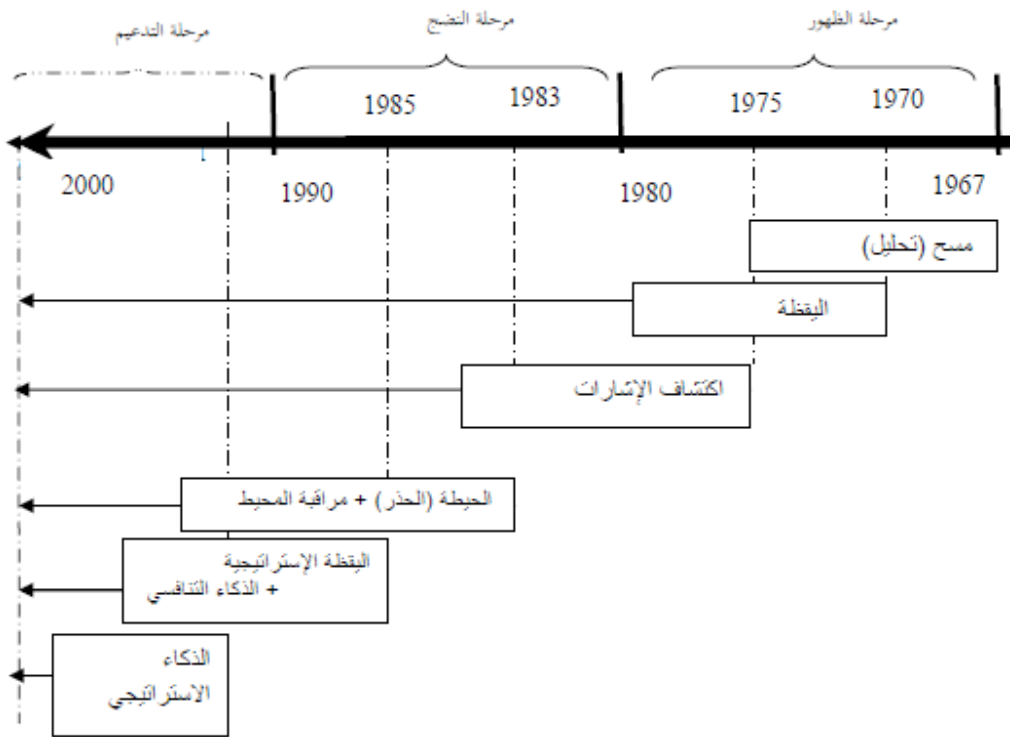 مرحلة الظهور
مرحلة النضج
مرحلة التدعيم
1970
1975
1983
1985
1967
1980
1990
2000
مسح (تحليل)
اليقظة
اكتشاف الإشارات
الحيطة (الحذر) + مراقبة المحيط
اليقظة الإستراتيجية
+ الذكاء التنافسي
الذكاء
الاستراتيجي